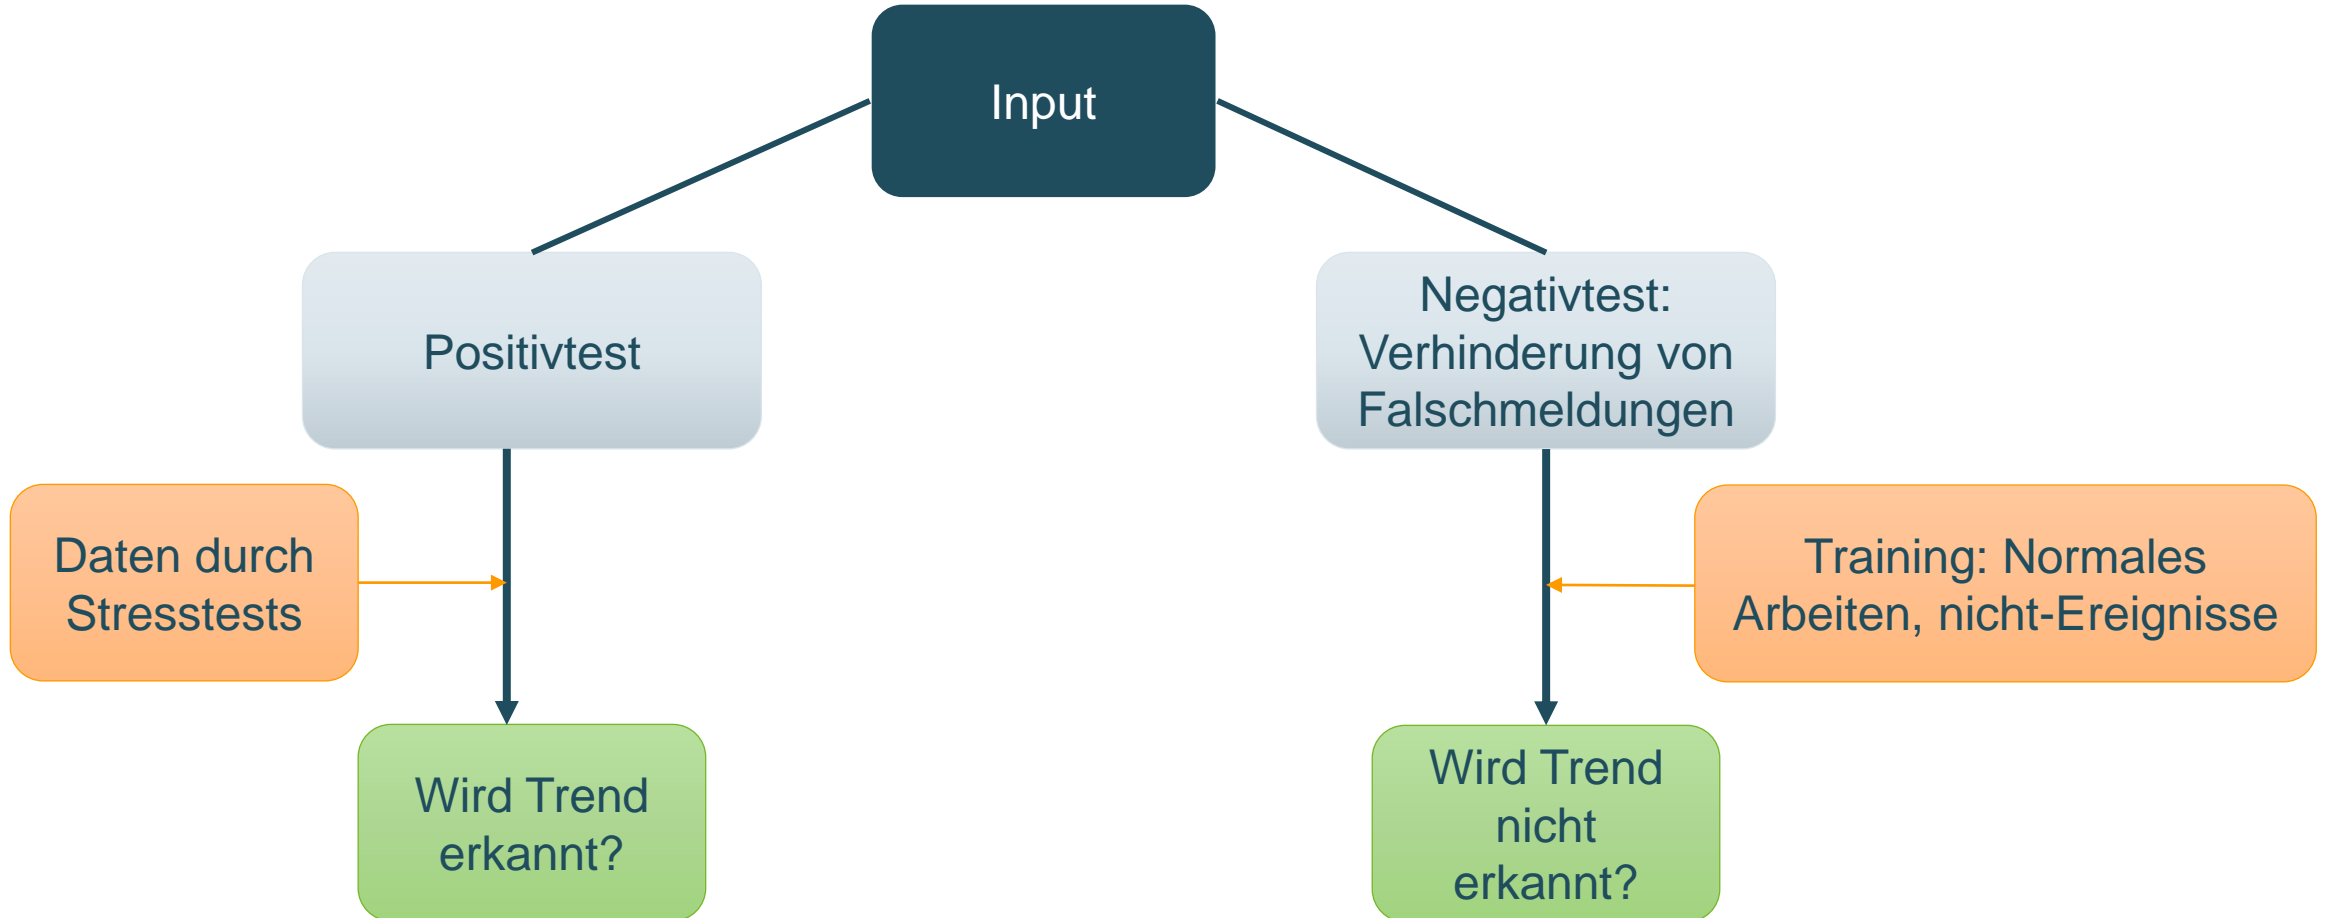 Input
Positivtest
Negativtest:
Verhinderung von
Falschmeldungen
Daten durch
Stresstests
Training: Normales
Arbeiten, nicht-Ereignisse
Wird Trend
erkannt?
Wird Trend
nicht
erkannt?